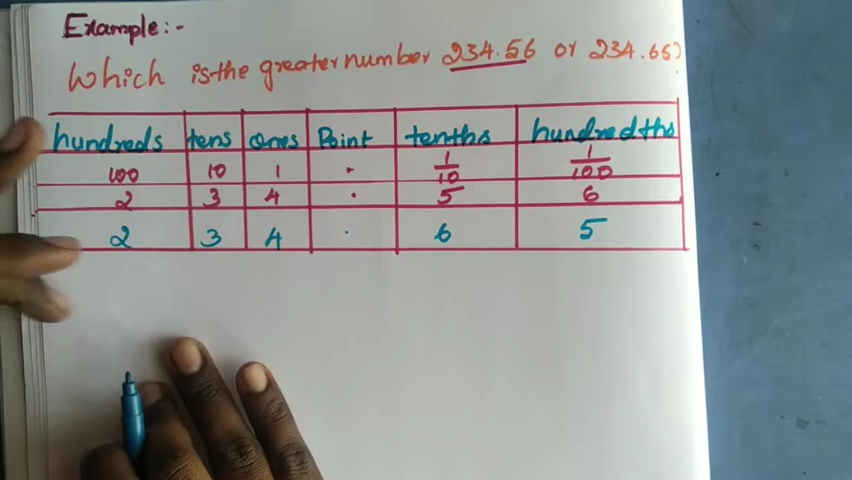 Example:-
Which is the greater number 234.56 or 234.65?
hundreds tens ones Point tenths hundredths
100 10 1 . 1/10 1/100
2 3 4 . 5 6
2 3 4 . 6 5